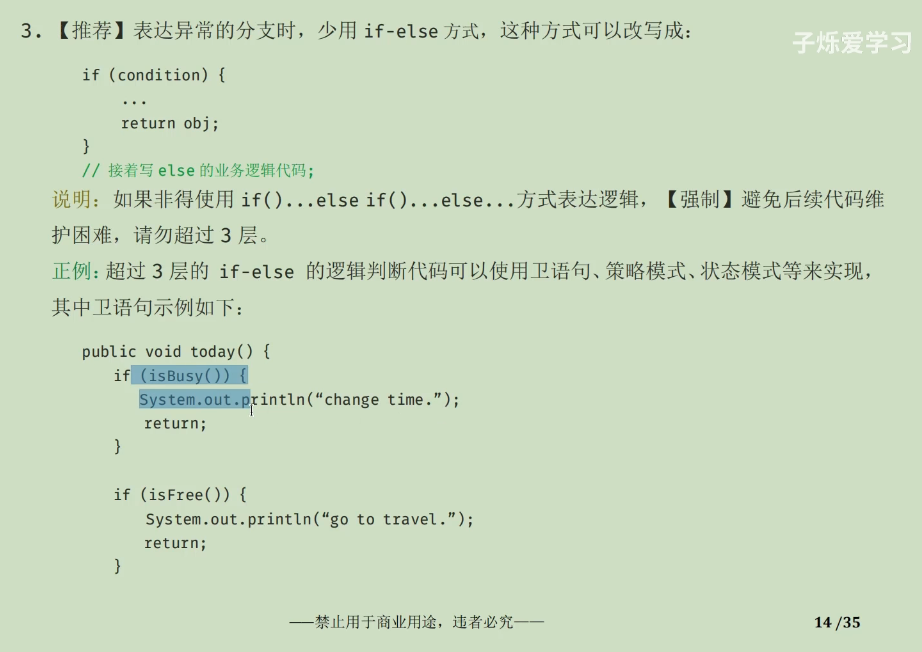 3. 【推荐】表达异常的分支时，少用 if-else 方式，这种方式可以改写成：
子烁爱学习
if (condition) {
...
return obj;
}
// 接着写 else 的业务逻辑代码;
说明：如果非得使用 if()...else if()...else...方式表达逻辑，【强制】避免后续代码维
护困难，请勿超过 3 层。
正例：超过 3 层的 if-else 的逻辑判断代码可以使用卫语句、策略模式、状态模式等来实现，
其中卫语句示例如下：
public void today() {
if (isBusy()) {
System.out.println(“change time.”);
return;
}
if (isFree()) {
System.out.println(“go to travel.”);
return;
}
——禁止用于商业用途，违者必究——
14 /35